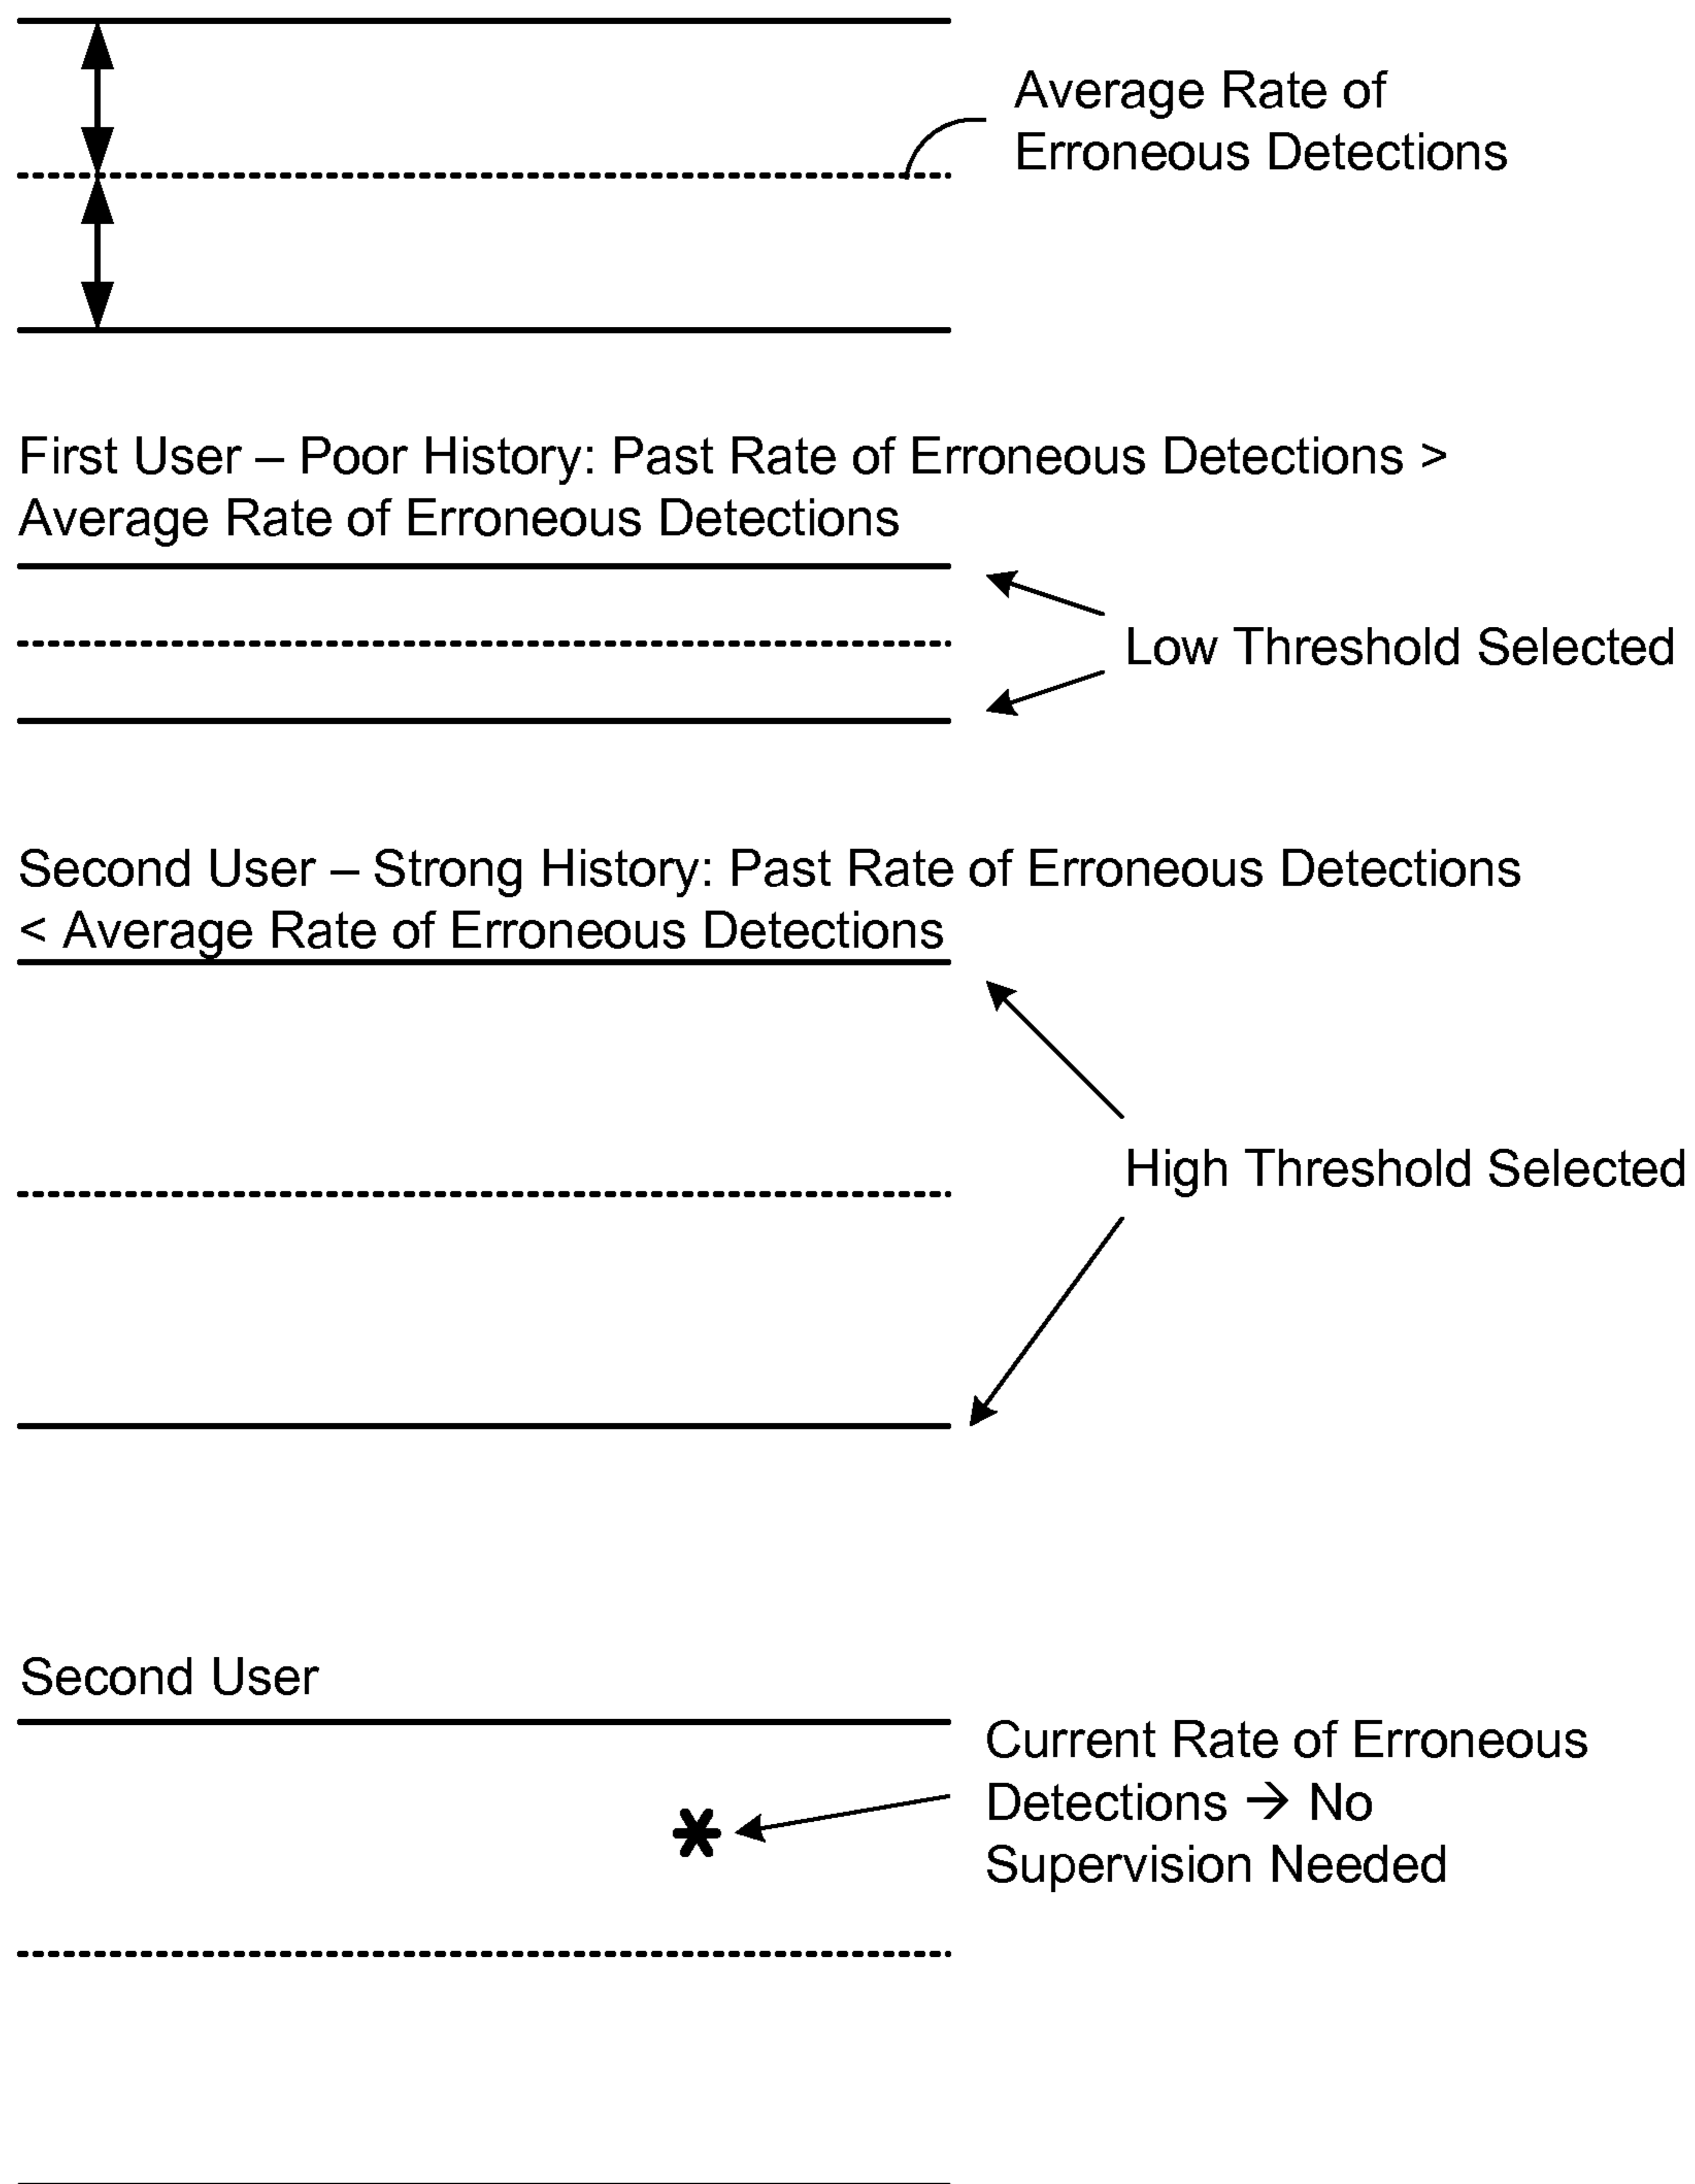 Average Rate of
Erroneous Detections
First User – Poor History: Past Rate of Erroneous Detections >
Average Rate of Erroneous Detections
Low Threshold Selected
Second User – Strong History: Past Rate of Erroneous Detections
< Average Rate of Erroneous Detections
High Threshold Selected
Second User
Current Rate of Erroneous
Detections → No
Supervision Needed
*